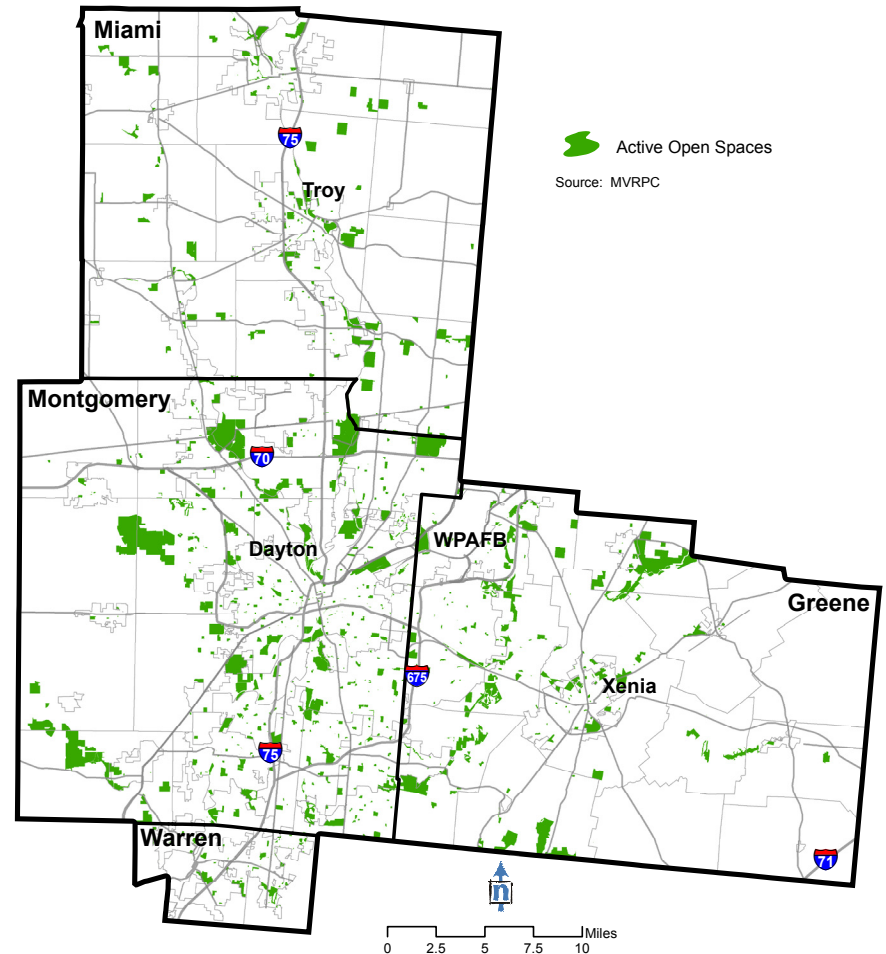 Miami
75
Active Open Spaces
Source: MVRPC
Troy
Montgomery
70
Dayton
WPAFB
Greene
675
Xenia
75
Warren
71
n
Miles
0 2.5 5 7.5 10